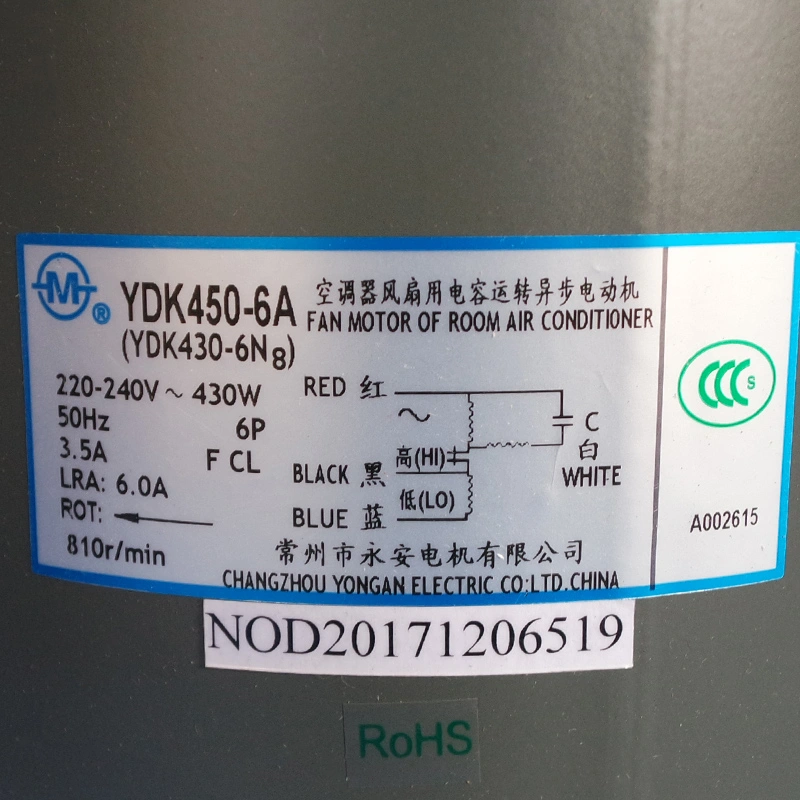 M
®
YDK450-6A
(YDK430-6N8)
空调器风扇用电容运转异步电动机
FAN MOTOR OF ROOM AIR CONDITIONER
220-240V ~ 430W
50Hz 6P
3.5A F CL
LRA: 6.0A
ROT:
810r/min
RED 红
~
C
白
WHITE
高(HI)
BLACK 黑
低(LO)
BLUE 蓝
CCC S
A002615
常州市永安电机有限公司
CHANGZHOU YONGAN ELECTRIC CO:LTD.CHINA
NOD20171206519
RoHS